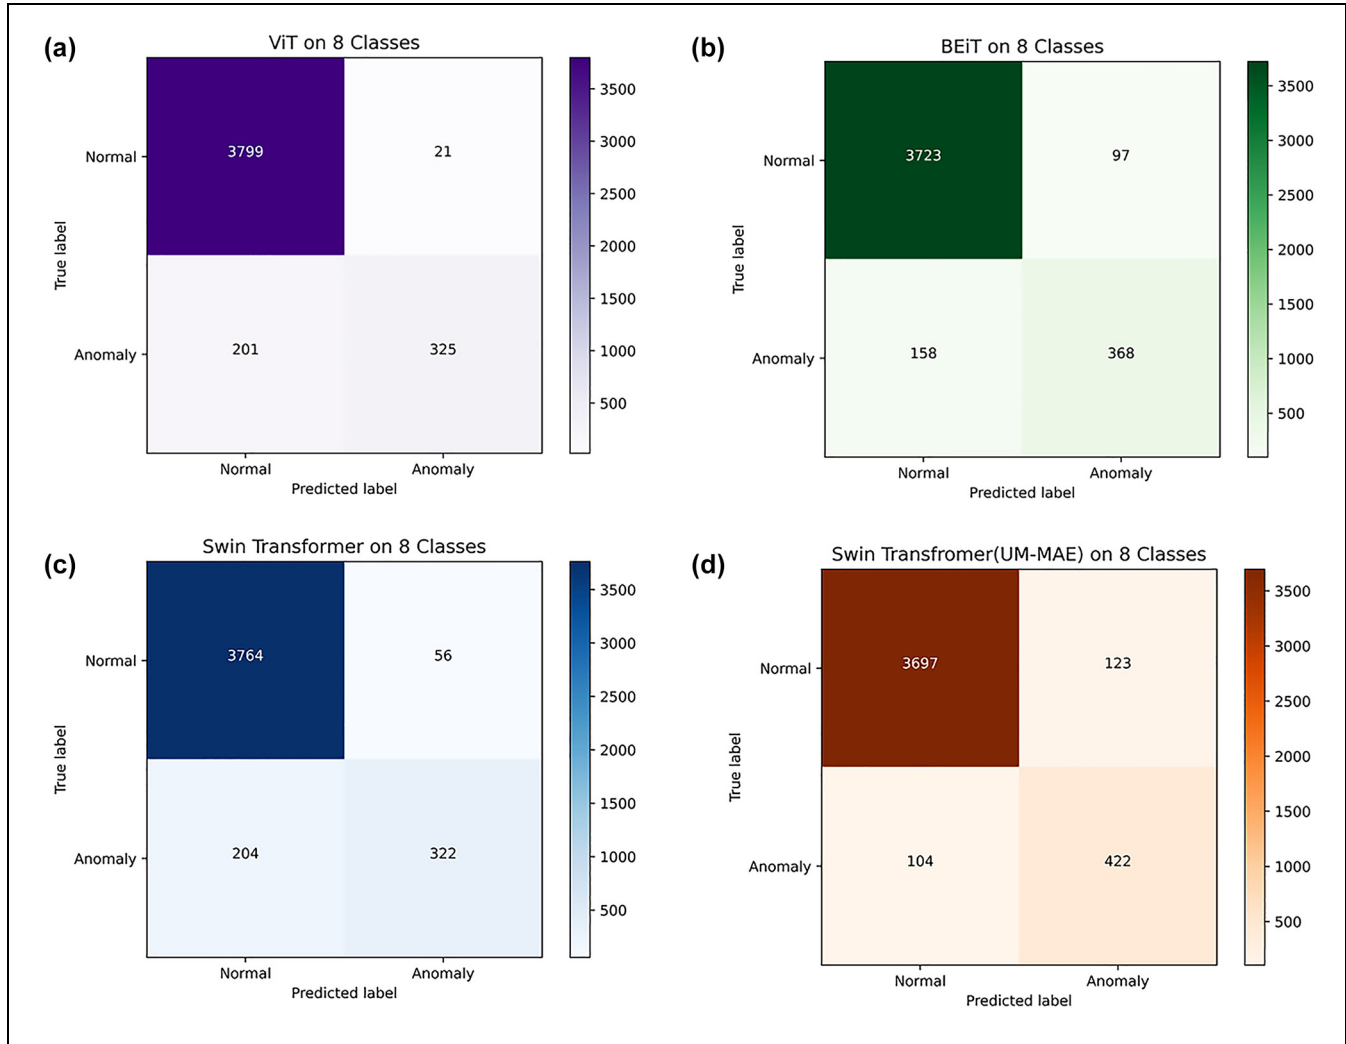 (a)
ViT on 8 Classes
Normal
3799
21
3500
3000
2500
2000
1500
1000
500
True label
Anomaly
201
325
Normal
Anomaly
Predicted label
(b)
BEiT on 8 Classes
Normal
3723
97
3500
3000
2500
2000
1500
1000
500
True label
Anomaly
158
368
Normal
Anomaly
Predicted label
(c)
Swin Transformer on 8 Classes
Normal
3764
56
3500
3000
2500
2000
1500
1000
500
True label
Anomaly
204
322
Normal
Anomaly
Predicted label
(d)
Swin Transfromer(UM-MAE) on 8 Classes
Normal
3697
123
3500
3000
2500
2000
1500
1000
500
True label
Anomaly
104
422
Normal
Anomaly
Predicted label